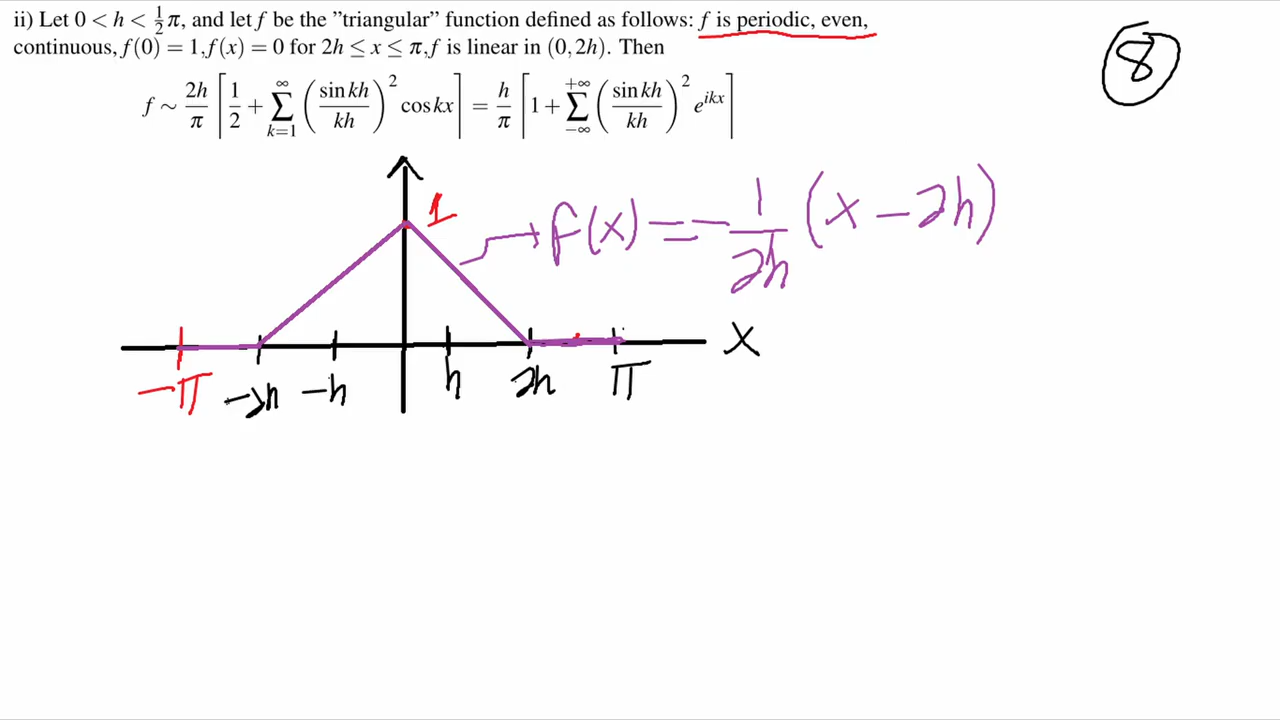 ii) Let 0 < h < ½π, and let f be the ”triangular” function defined as follows: f is periodic, even,
continuous, f(0) = 1, f(x) = 0 for 2h ≤ x ≤ π, f is linear in (0, 2h). Then
f ∼ 2h/π [1/2 + ∑_{k=1}^{∞} (sin kh / kh)² cos kx] = h/π [1 + ∑_{−∞}^{+∞} (sin kh / kh)² e^{ikx}]
8
1
f(x) = −1/2h (x − 2h)
x
−π −2h −h h 2h π